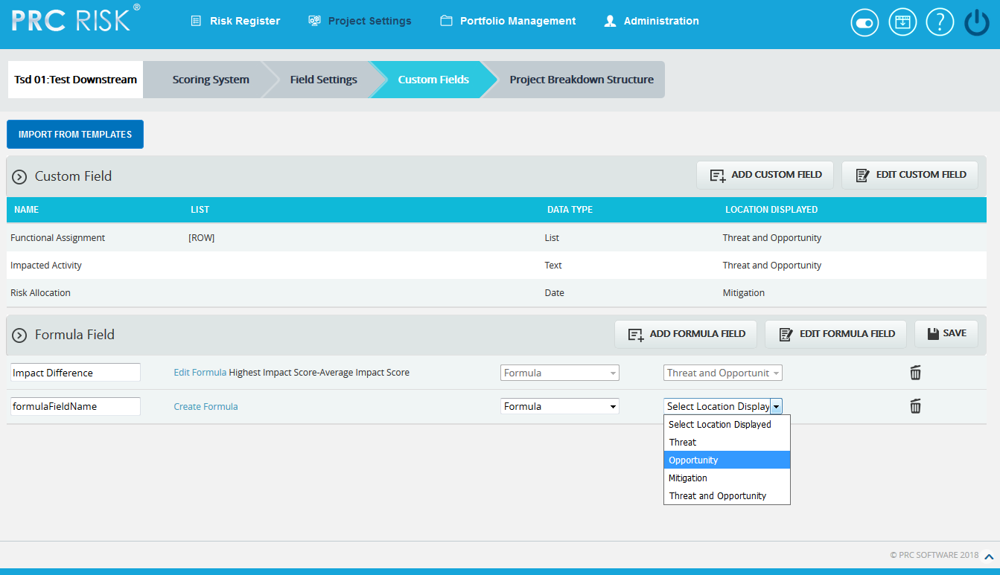 PRC RISK ®
Risk Register Project Settings Portfolio Management Administration
Tsd 01:Test Downstream Scoring System Field Settings Custom Fields Project Breakdown Structure
IMPORT FROM TEMPLATES
Custom Field ADD CUSTOM FIELD EDIT CUSTOM FIELD
NAME LIST DATA TYPE LOCATION DISPLAYED
Functional Assignment [ROW] List Threat and Opportunity
Impacted Activity Text Threat and Opportunity
Risk Allocation Date Mitigation
Formula Field ADD FORMULA FIELD EDIT FORMULA FIELD SAVE
Impact Difference Edit Formula Highest Impact Score-Average Impact Score Formula Threat and Opportunit
formulaFieldName Create Formula Formula Select Location Display
Select Location Displayed
Threat
Opportunity
Mitigation
Threat and Opportunity
© PRC SOFTWARE 2018